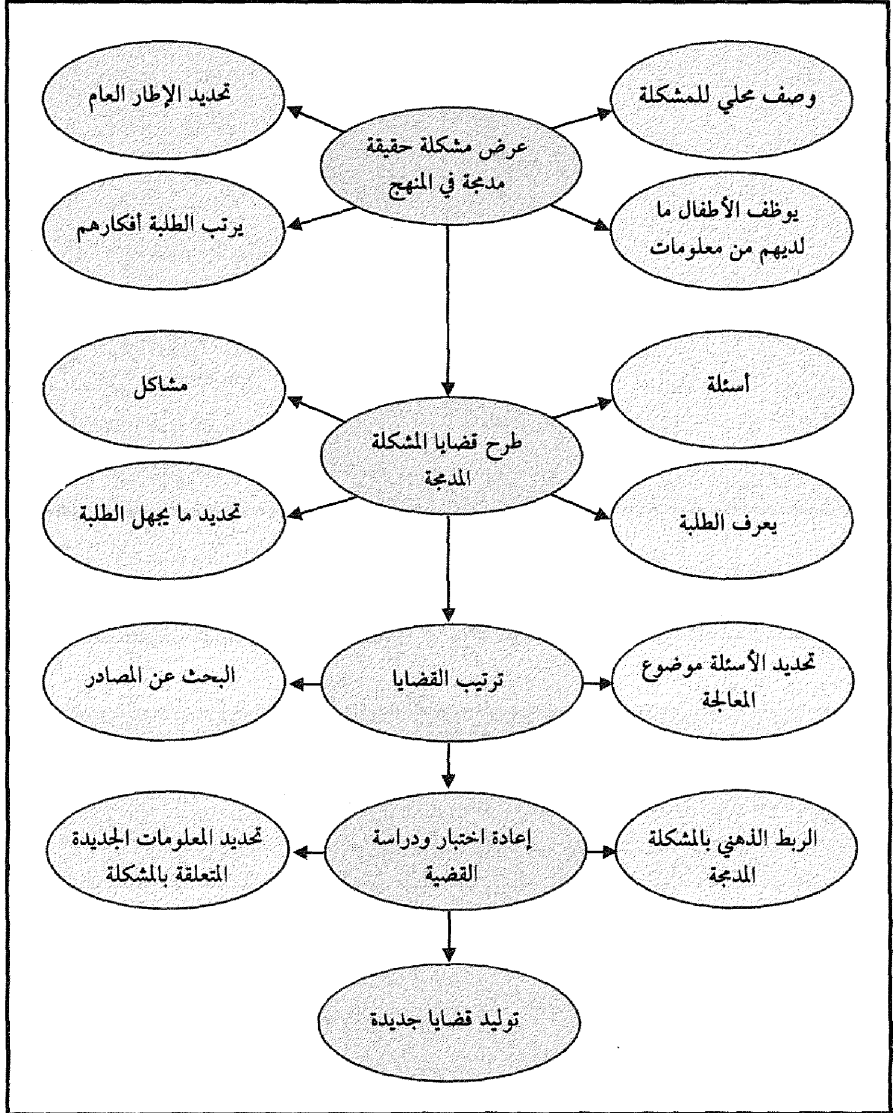 وصف محلي للمشكلة
تحديد الإطار العام
عرض مشكلة حقيقة
مدمجة في المنهج
يوظف الأطفال ما
لديهم من معلومات
يرتب الطلبة أفكارهم
أسئلة
مشاكل
طرح قضايا المشكلة
المدمجة
يعرف الطلبة
تحديد ما يجهل الطلبة
تحديد الأسئلة موضوع
المعالجة
ترتيب القضايا
البحث عن المصادر
الربط الذهني بالمشكلة
المدمجة
إعادة اختبار ودراسة
القضية
تحديد المعلومات الجديدة
المتعلقة بالمشكلة
توليد قضايا جديدة